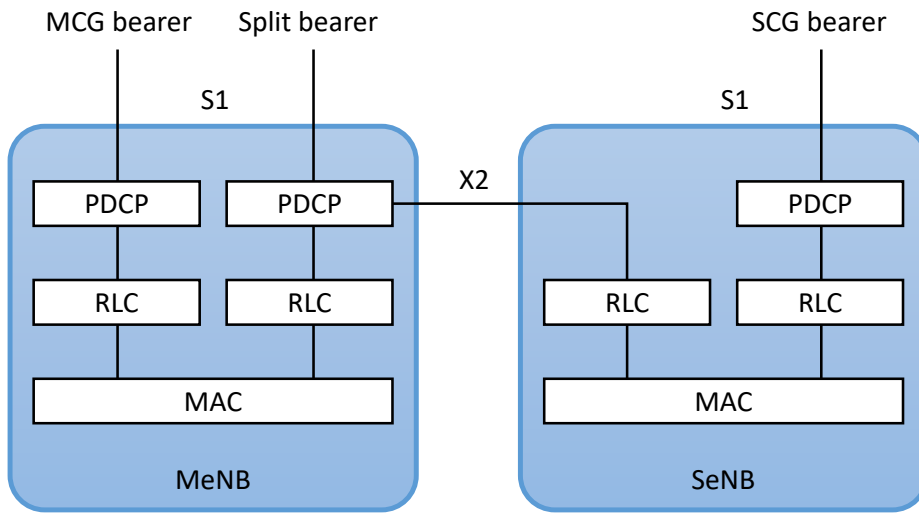 MCG bearer Split bearer SCG bearer
S1 S1
X2
PDCP PDCP PDCP
RLC RLC RLC RLC
MAC MAC
MeNB SeNB